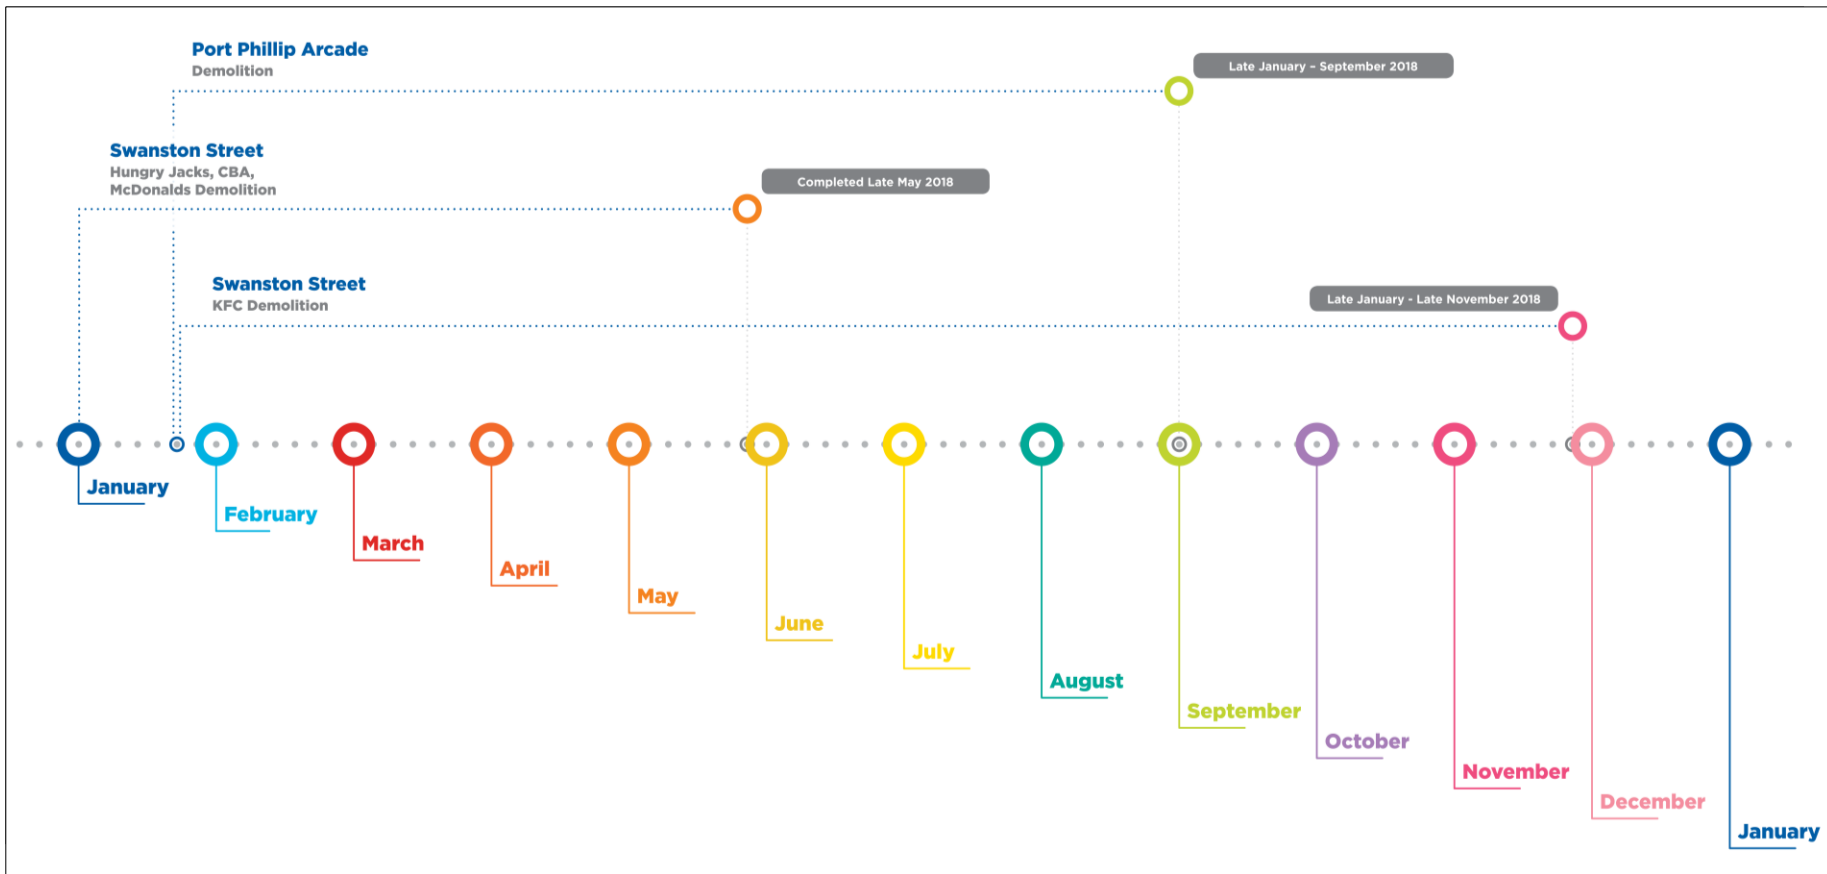 Port Phillip Arcade
Demolition
Late January – September 2018
Swanston Street
Hungry Jacks, CBA,
McDonalds Demolition
Completed Late May 2018
Swanston Street
KFC Demolition
Late January - Late November 2018
January
February
March
April
May
June
July
August
September
October
November
December
January